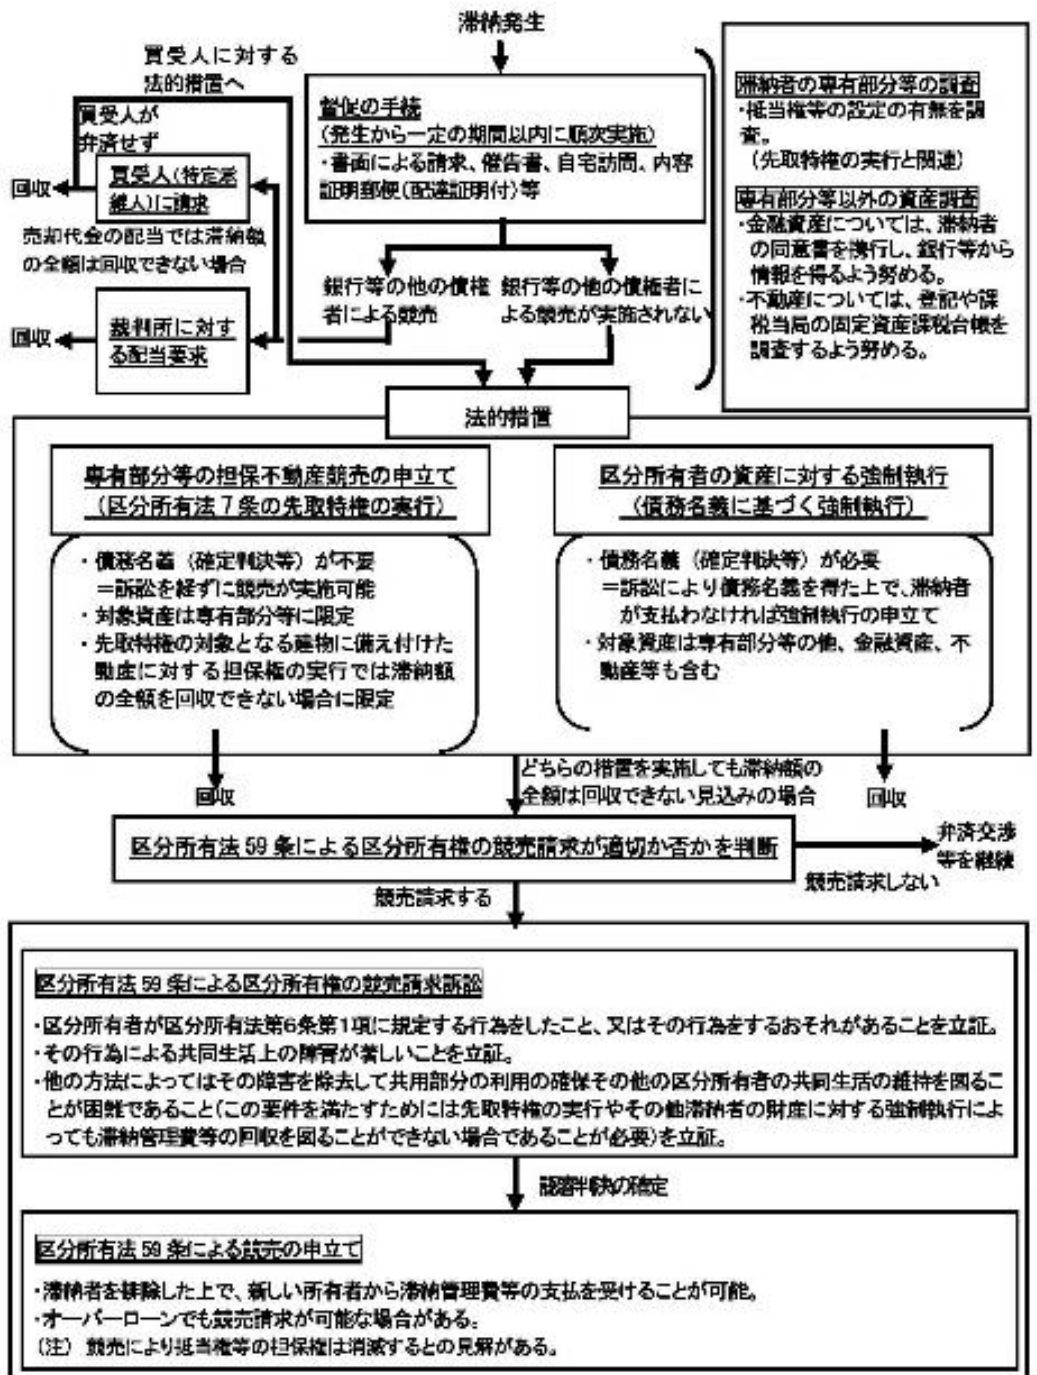 滞納発生
買受人に対する
法的措置へ
買受人が
弁済せず
回収
買受人（特定承
継人）に請求
売却代金の配当では滞納額
の全額は回収できない場合
回収
裁判所に対す
る配当要求
督促の手続
（発生から一定の期間以内に順次実施）
・書面による請求、催告書、自宅訪問、内容
証明郵便（配達証明付）等
銀行等の他の債権
者による競売
銀行等の他の債権者に
よる競売が実施されない
滞納者の専有部分等の調査
・抵当権等の設定の有無を調
査。
（先取特権の実行と関連）
専有部分等以外の資産調査
・金融資産については、滞納者
の同意書を携行し、銀行等から
情報を得るよう努める。
・不動産については、登記や課
税当局の固定資産課税台帳を
調査するよう努める。
法的措置
専有部分等の担保不動産競売の申立て
（区分所有法７条の先取特権の実行）
・債務名義（確定判決等）が不要
＝訴訟を経ずに競売が実施可能
・対象資産は専有部分等に限定
・先取特権の対象となる建物に備え付けた
動産に対する担保権の実行では滞納額
の全額を回収できない場合に限定
区分所有者の資産に対する強制執行
（債務名義に基づく強制執行）
・債務名義（確定判決等）が必要
＝訴訟により債務名義を得た上で、滞納者
が支払わなければ強制執行の申立て
・対象資産は専有部分等の他、金融資産、不
動産等も含む
回収
どちらの措置を実施しても滞納額の
全額は回収できない見込みの場合
回収
区分所有法 59 条による区分所有権の競売請求が適切か否かを判断
弁済交渉
等を継続
競売請求しない
競売請求する
区分所有法 59 条による区分所有権の競売請求訴訟
・区分所有者が区分所有法第6条第1項に規定する行為をしたこと、又はその行為をするおそれがあることを立証。
・その行為による共同生活上の障害が著しいことを立証。
・他の方法によってはその障害を除去して共用部分の利用の確保その他の区分所有者の共同生活の維持を図るこ
とが困難であること（この要件を満たすためには先取特権の実行やその他滞納者の財産に対する強制執行によ
っても滞納管理費等の回収を図ることができない場合であることが必要）を立証。
認容判決の確定
区分所有法 59 条による競売の申立て
・滞納者を排除した上で、新しい所有者から滞納管理費等の支払を受けることが可能。
・オーバーローンでも競売請求が可能な場合がある。
（注） 競売により抵当権等の担保権は消滅するとの見解がある。